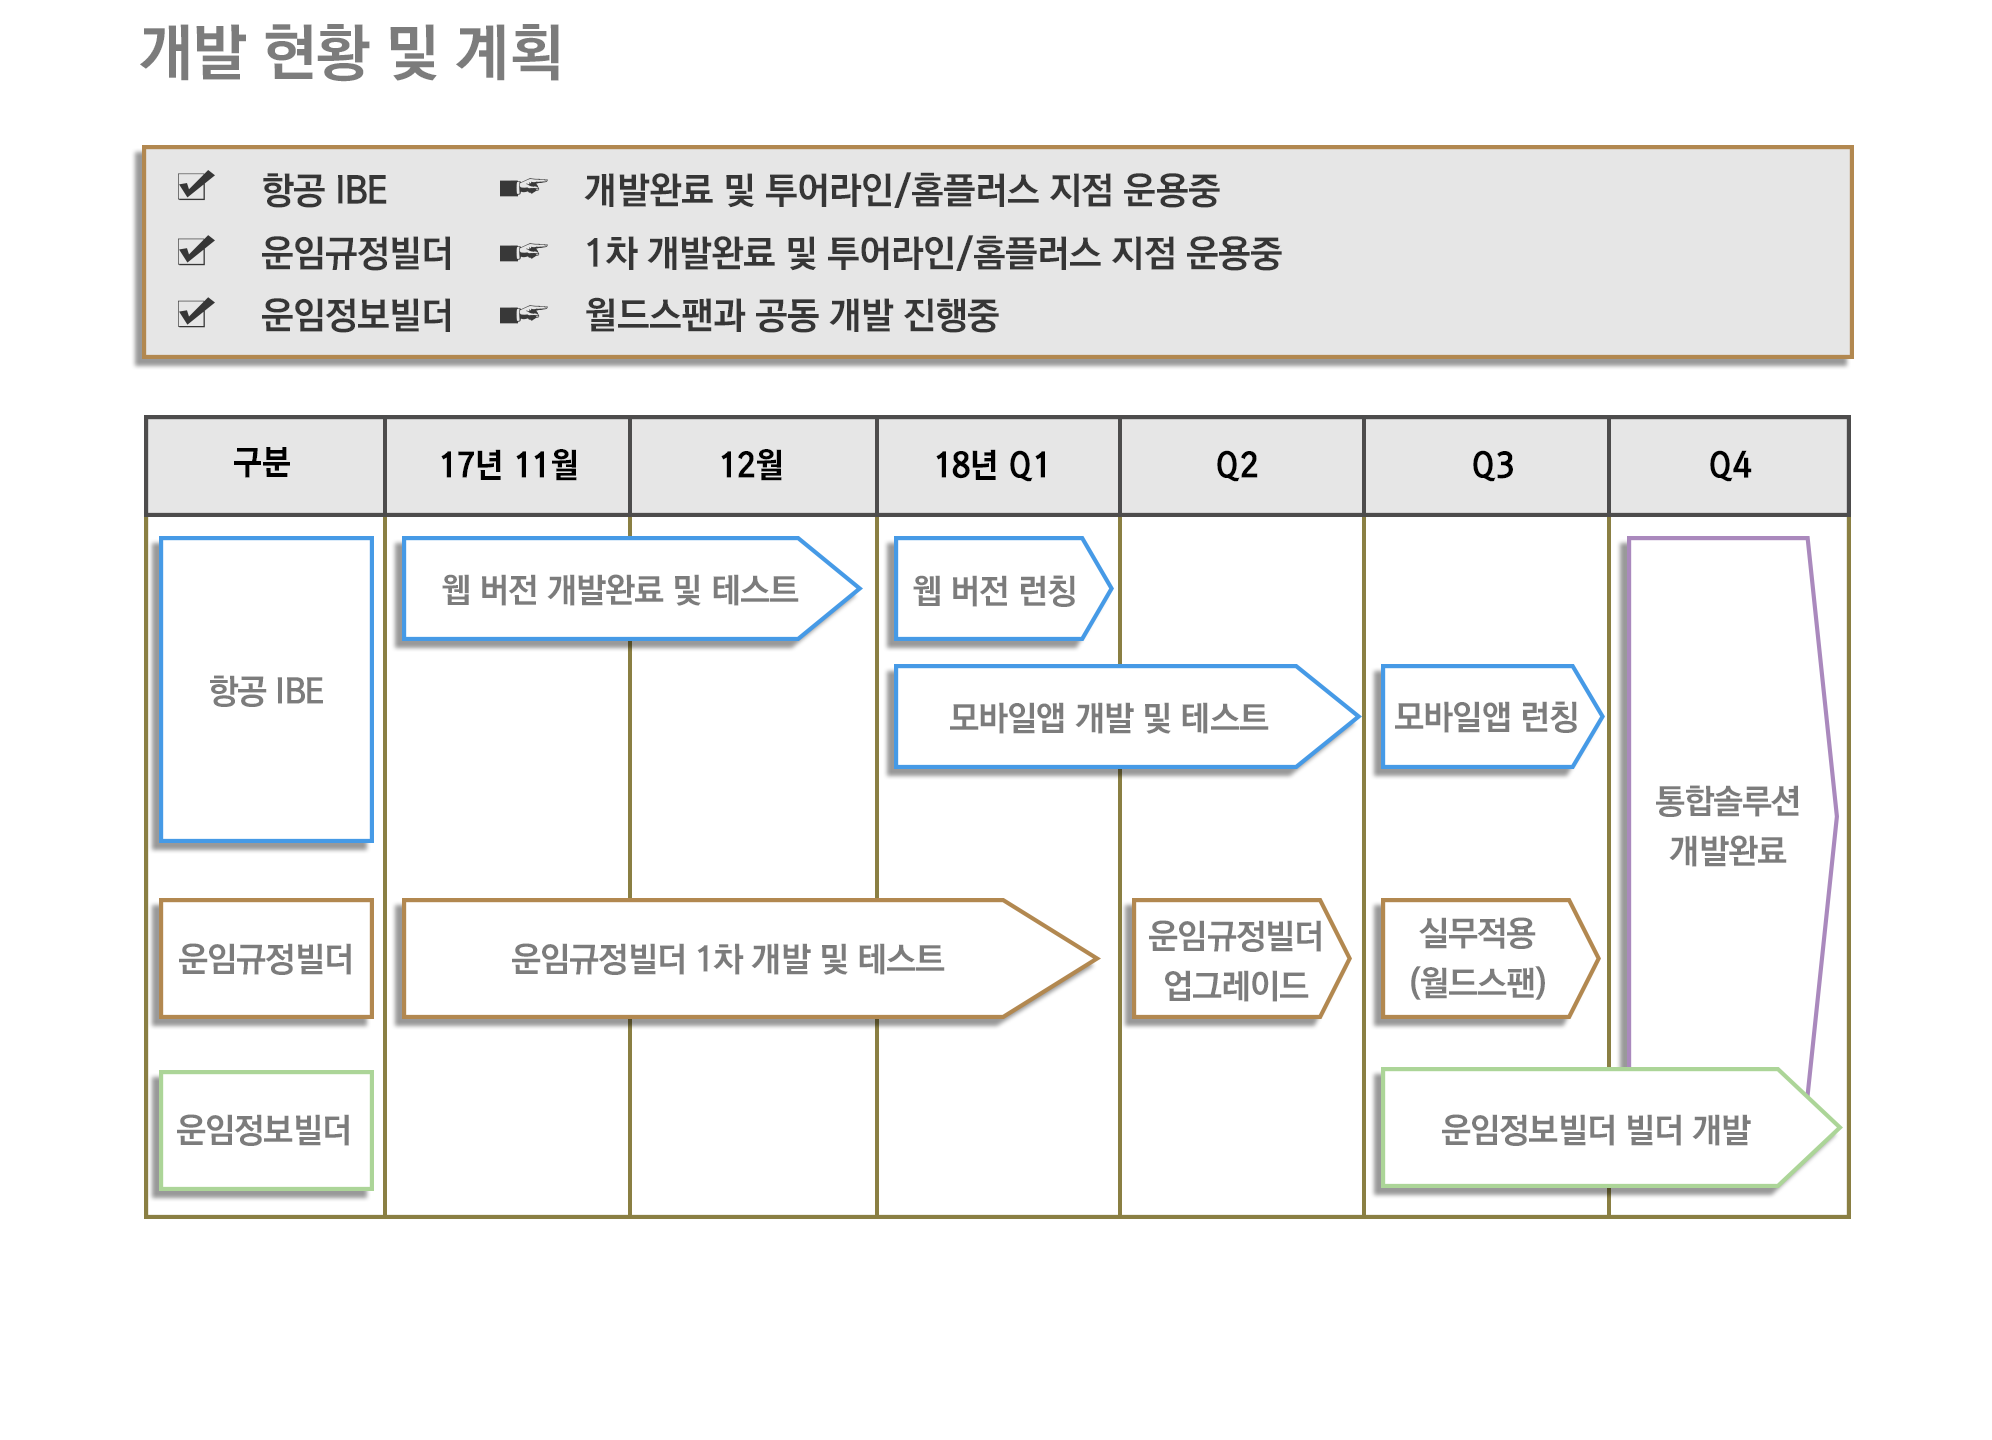 개발 현황 및 계획
항공 IBE 개발완료 및 투어라인/홈플러스 지점 운용중
운임규정빌더 1차 개발완료 및 투어라인/홈플러스 지점 운용중
운임정보빌더 월드스팬과 공동 개발 진행중
구분 17년 11월 12월 18년 Q1 Q2 Q3 Q4
항공 IBE
웹 버전 개발완료 및 테스트
웹 버전 런칭
모바일앱 개발 및 테스트
모바일앱 런칭
통합솔루션
개발완료
운임규정빌더
운임규정빌더 1차 개발 및 테스트
운임규정빌더
업그레이드
실무적용
(월드스팬)
운임정보빌더
운임정보빌더 빌더 개발